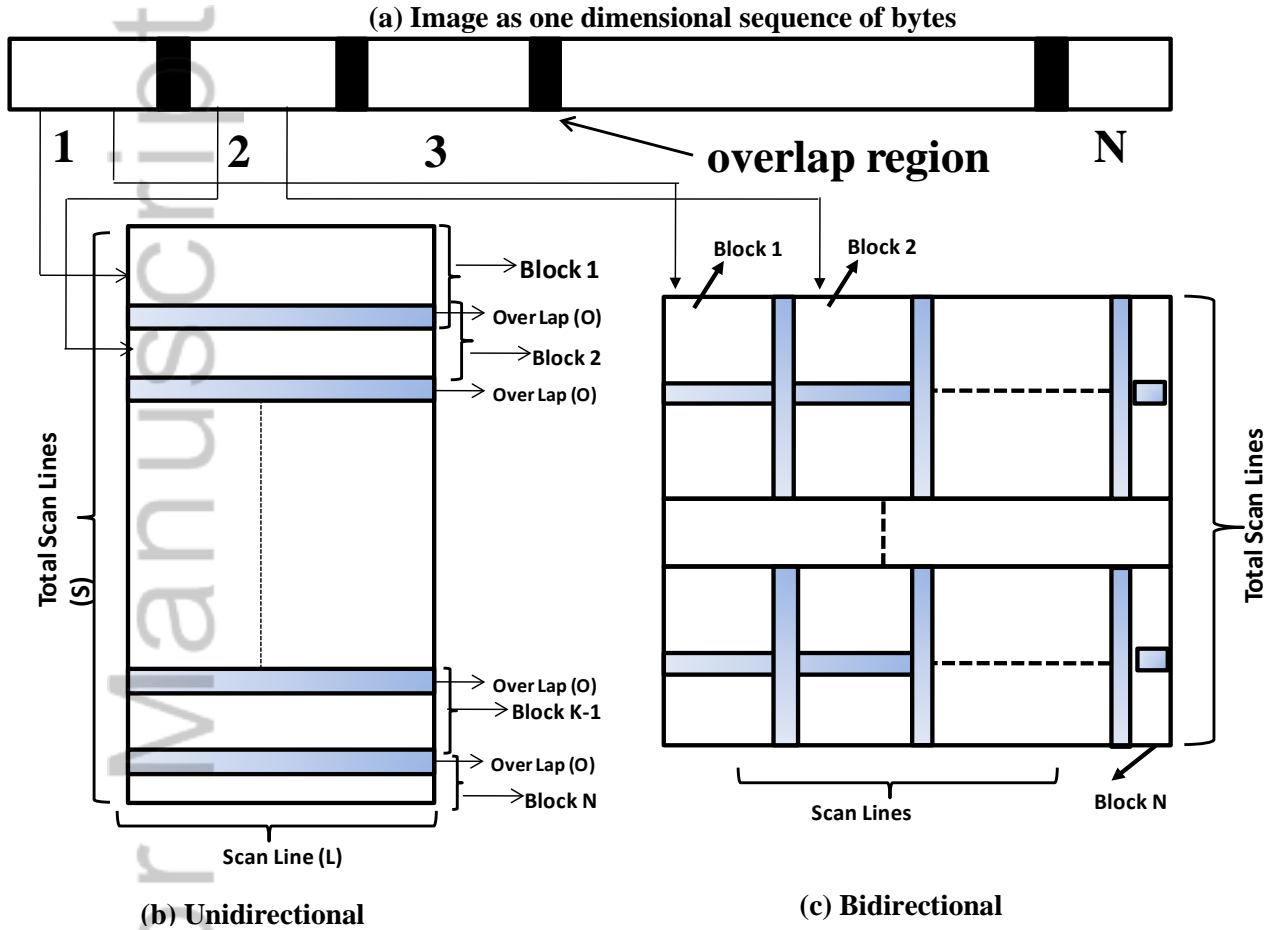 (a) Image as one dimensional sequence of bytes
1
2
3
N
overlap region
Block 1
Over Lap (O)
Block 2
Over Lap (O)
Over Lap (O)
Block K-1
Over Lap (O)
Block N
Total Scan Lines
(S)
Scan Line (L)
(b) Unidirectional
Block 1
Block 2
Total Scan Lines
Scan Lines
Block N
(c) Bidirectional
r Manuscript